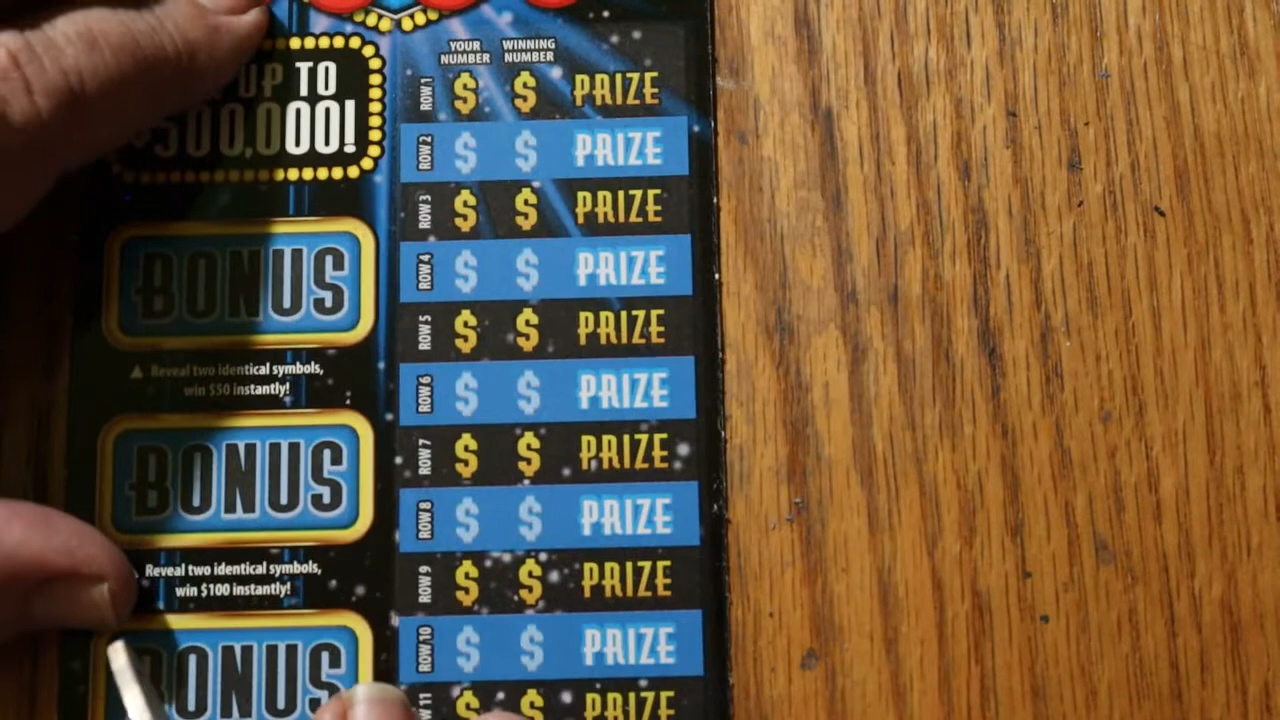 UP TO
$500,000!
BONUS
▲ Reveal two identical symbols,
win $50 instantly!
BONUS
Reveal two identical symbols,
win $100 instantly!
BONUS
YOUR NUMBER WINNING NUMBER
ROW 1 $ $ PRIZE
ROW 2 $ $ PRIZE
ROW 3 $ $ PRIZE
ROW 4 $ $ PRIZE
ROW 5 $ $ PRIZE
ROW 6 $ $ PRIZE
ROW 7 $ $ PRIZE
ROW 8 $ $ PRIZE
ROW 9 $ $ PRIZE
ROW 10 $ $ PRIZE
11 $ $ PRIZE